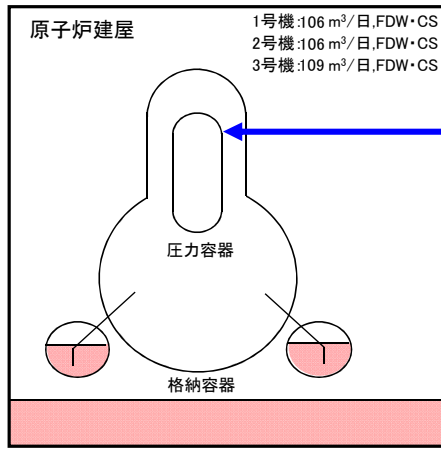 原子炉建屋
1号機:106 m³/日,FDW・CS
2号機:106 m³/日,FDW・CS
3号機:109 m³/日,FDW・CS
圧力容器
格納容器